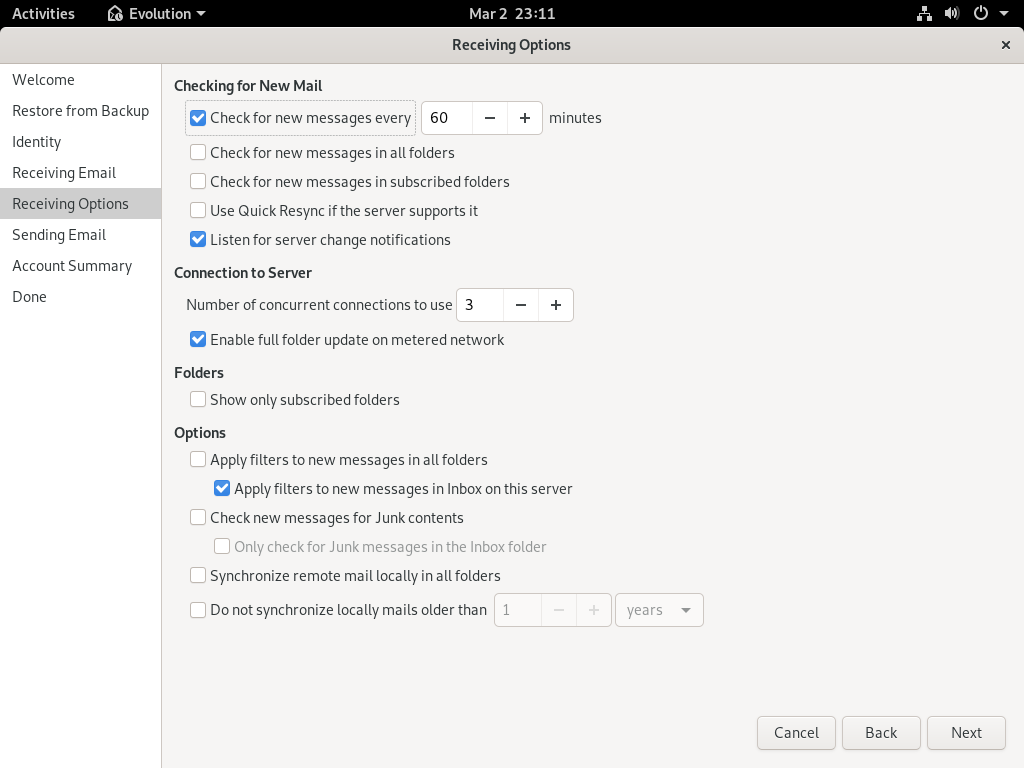 Activities Evolution Mar 2 23:11
Receiving Options
Welcome
Restore from Backup
Identity
Receiving Email
Receiving Options
Sending Email
Account Summary
Done
Checking for New Mail
Check for new messages every 60 minutes
Check for new messages in all folders
Check for new messages in subscribed folders
Use Quick Resync if the server supports it
Listen for server change notifications
Connection to Server
Number of concurrent connections to use 3
Enable full folder update on metered network
Folders
Show only subscribed folders
Options
Apply filters to new messages in all folders
Apply filters to new messages in Inbox on this server
Check new messages for Junk contents
Only check for Junk messages in the Inbox folder
Synchronize remote mail locally in all folders
Do not synchronize locally mails older than 1 years
Cancel Back Next